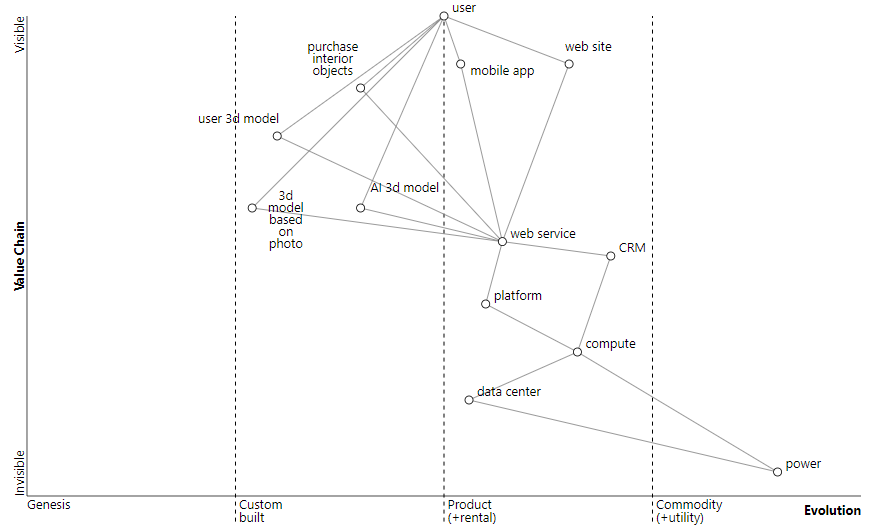 user
Visible
purchase
interior
objects
web site
mobile app
user 3d model
AI 3d model
3d
model
based
on
photo
web service
CRM
Value Chain
platform
compute
data center
power
Invisible
Genesis
Custom
built
Product
(+rental)
Commodity
(+utility)
Evolution